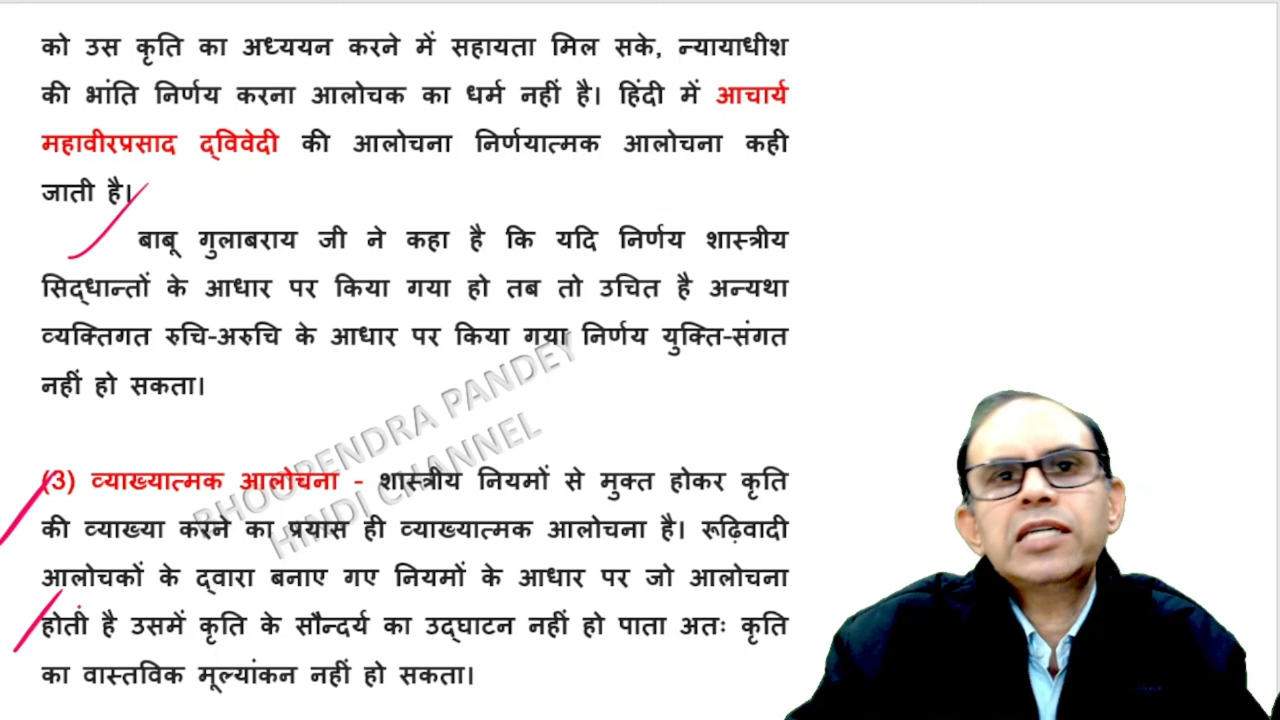 को उस कृति का अध्ययन करने में सहायता मिल सके, न्यायाधीश
की भांति निर्णय करना आलोचक का धर्म नहीं है। हिंदी में आचार्य
महावीरप्रसाद द्विवेदी की आलोचना निर्णयात्मक आलोचना कही
जाती है।
बाबू गुलाबराय जी ने कहा है कि यदि निर्णय शास्त्रीय
सिद्धान्तों के आधार पर किया गया हो तब तो उचित है अन्यथा
व्यक्तिगत रुचि-अरुचि के आधार पर किया गया निर्णय युक्ति-संगत
नहीं हो सकता।
BHOOPENDRA PANDEY
HINDI CHANNEL
(3) व्याख्यात्मक आलोचना - शास्त्रीय नियमों से मुक्त होकर कृति
की व्याख्या करने का प्रयास ही व्याख्यात्मक आलोचना है। रूढ़िवादी
आलोचकों के द्वारा बनाए गए नियमों के आधार पर जो आलोचना
होती है उसमें कृति के सौन्दर्य का उद्घाटन नहीं हो पाता अतः कृति
का वास्तविक मूल्यांकन नहीं हो सकता।